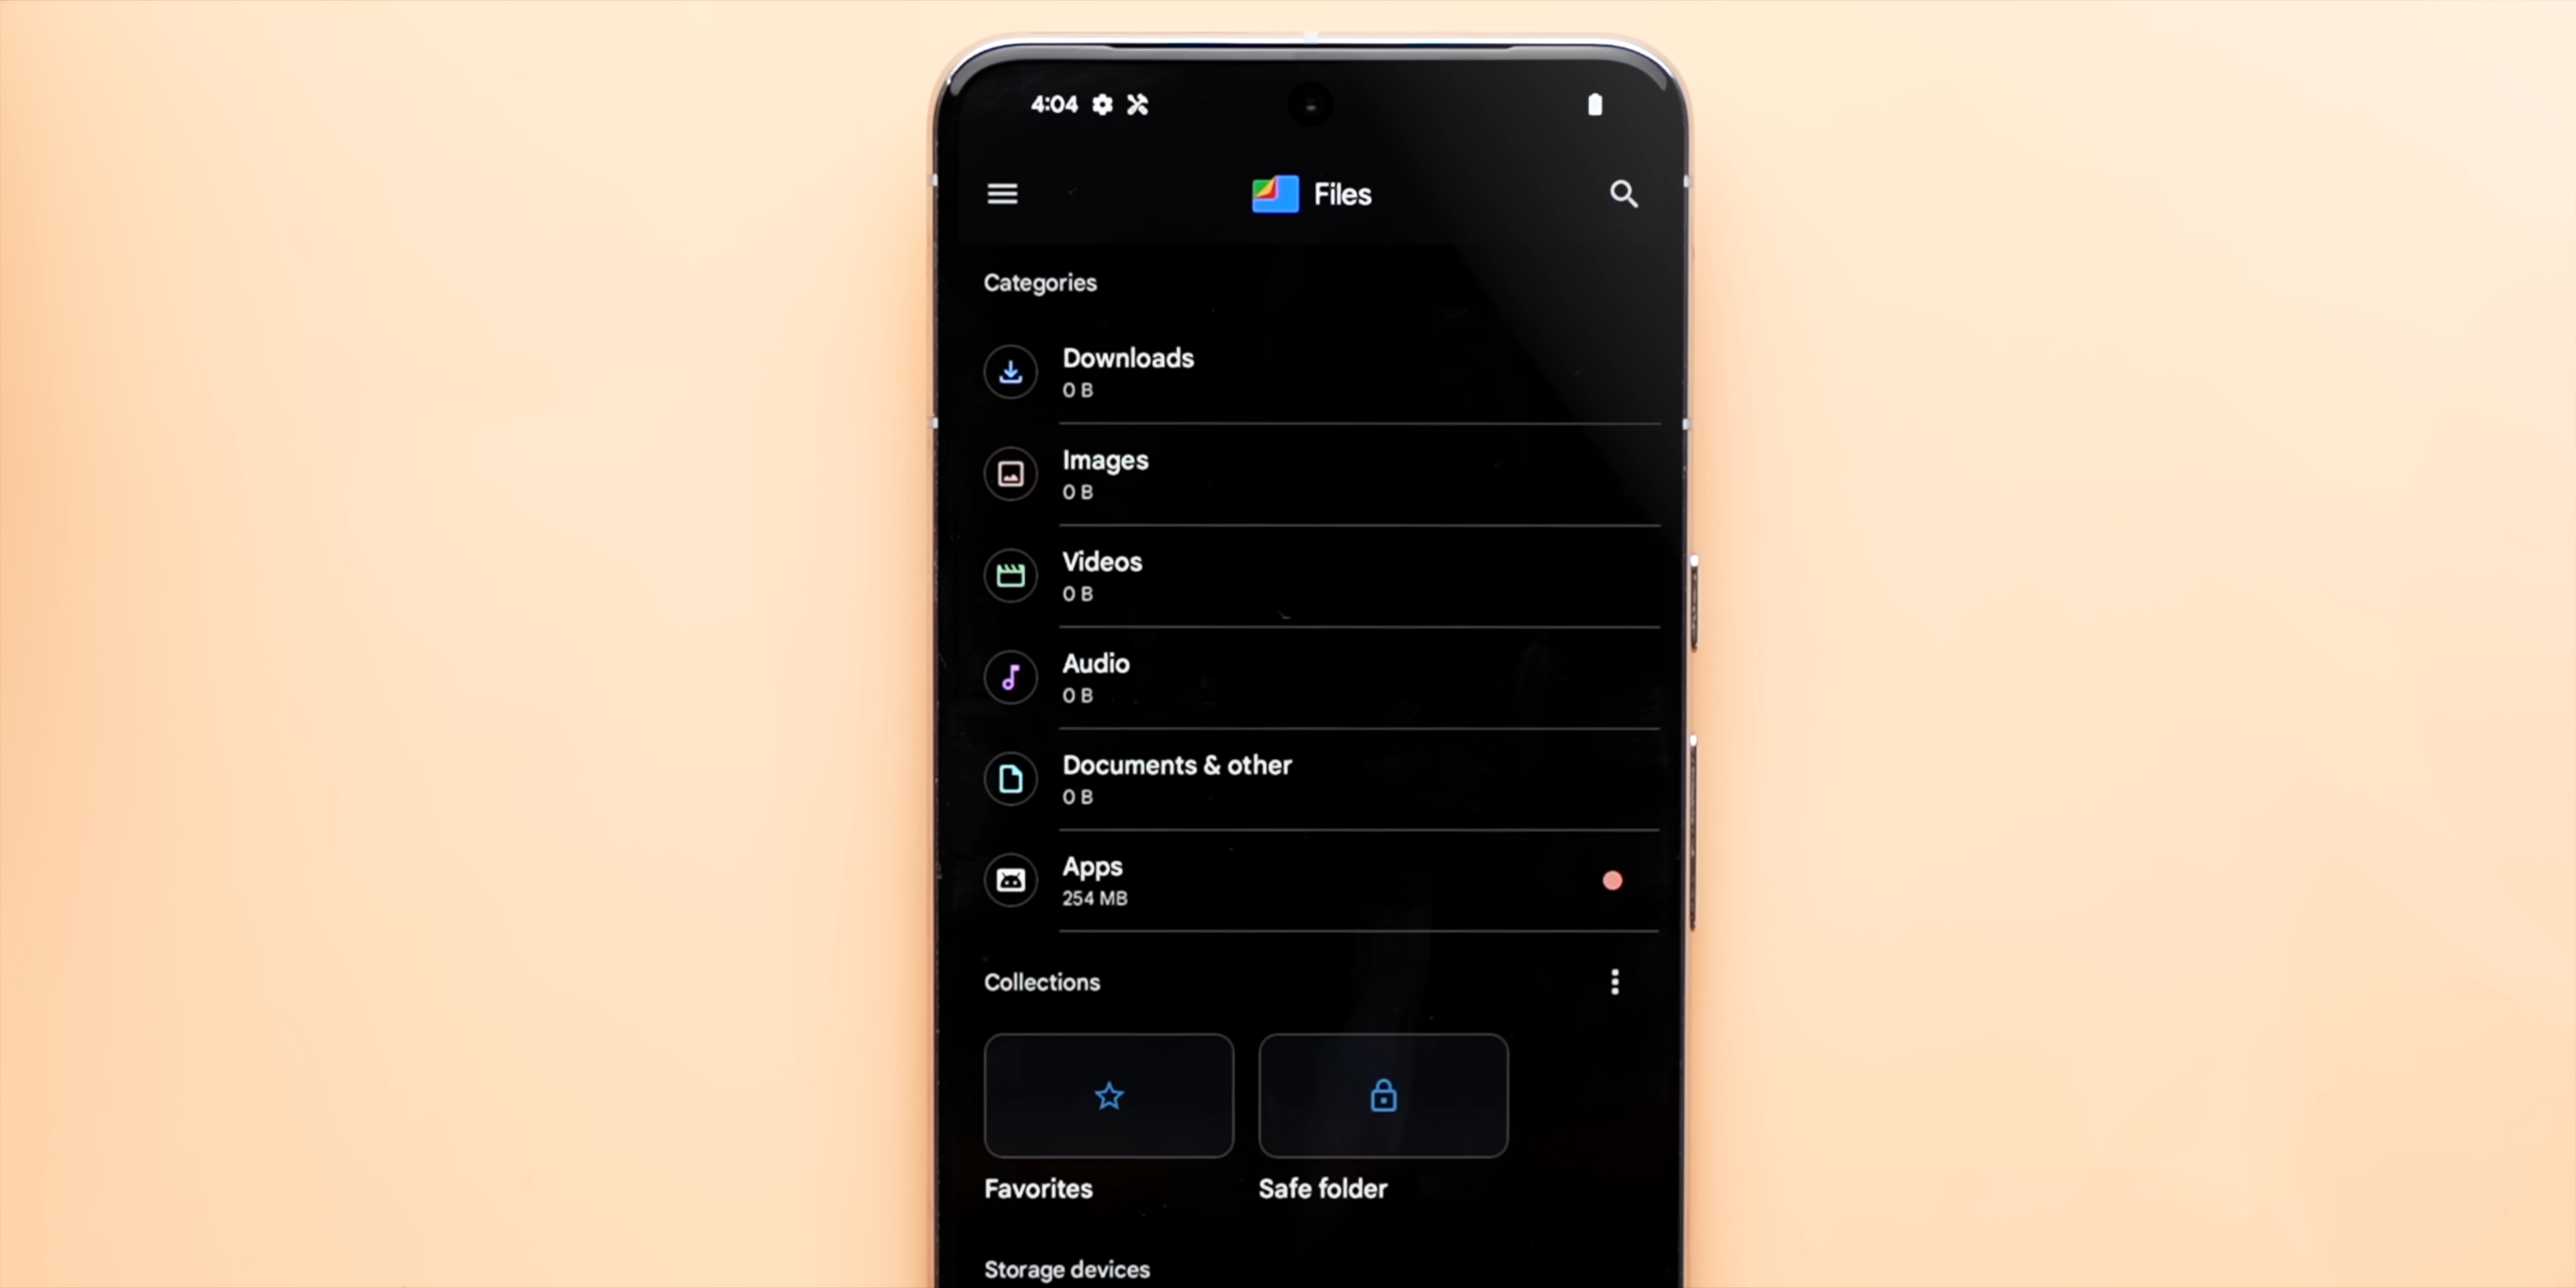 4:04
Files
Categories
Downloads
0 B
Images
0 B
Videos
0 B
Audio
0 B
Documents & other
0 B
Apps
254 MB
Collections
Favorites
Safe folder
Storage devices